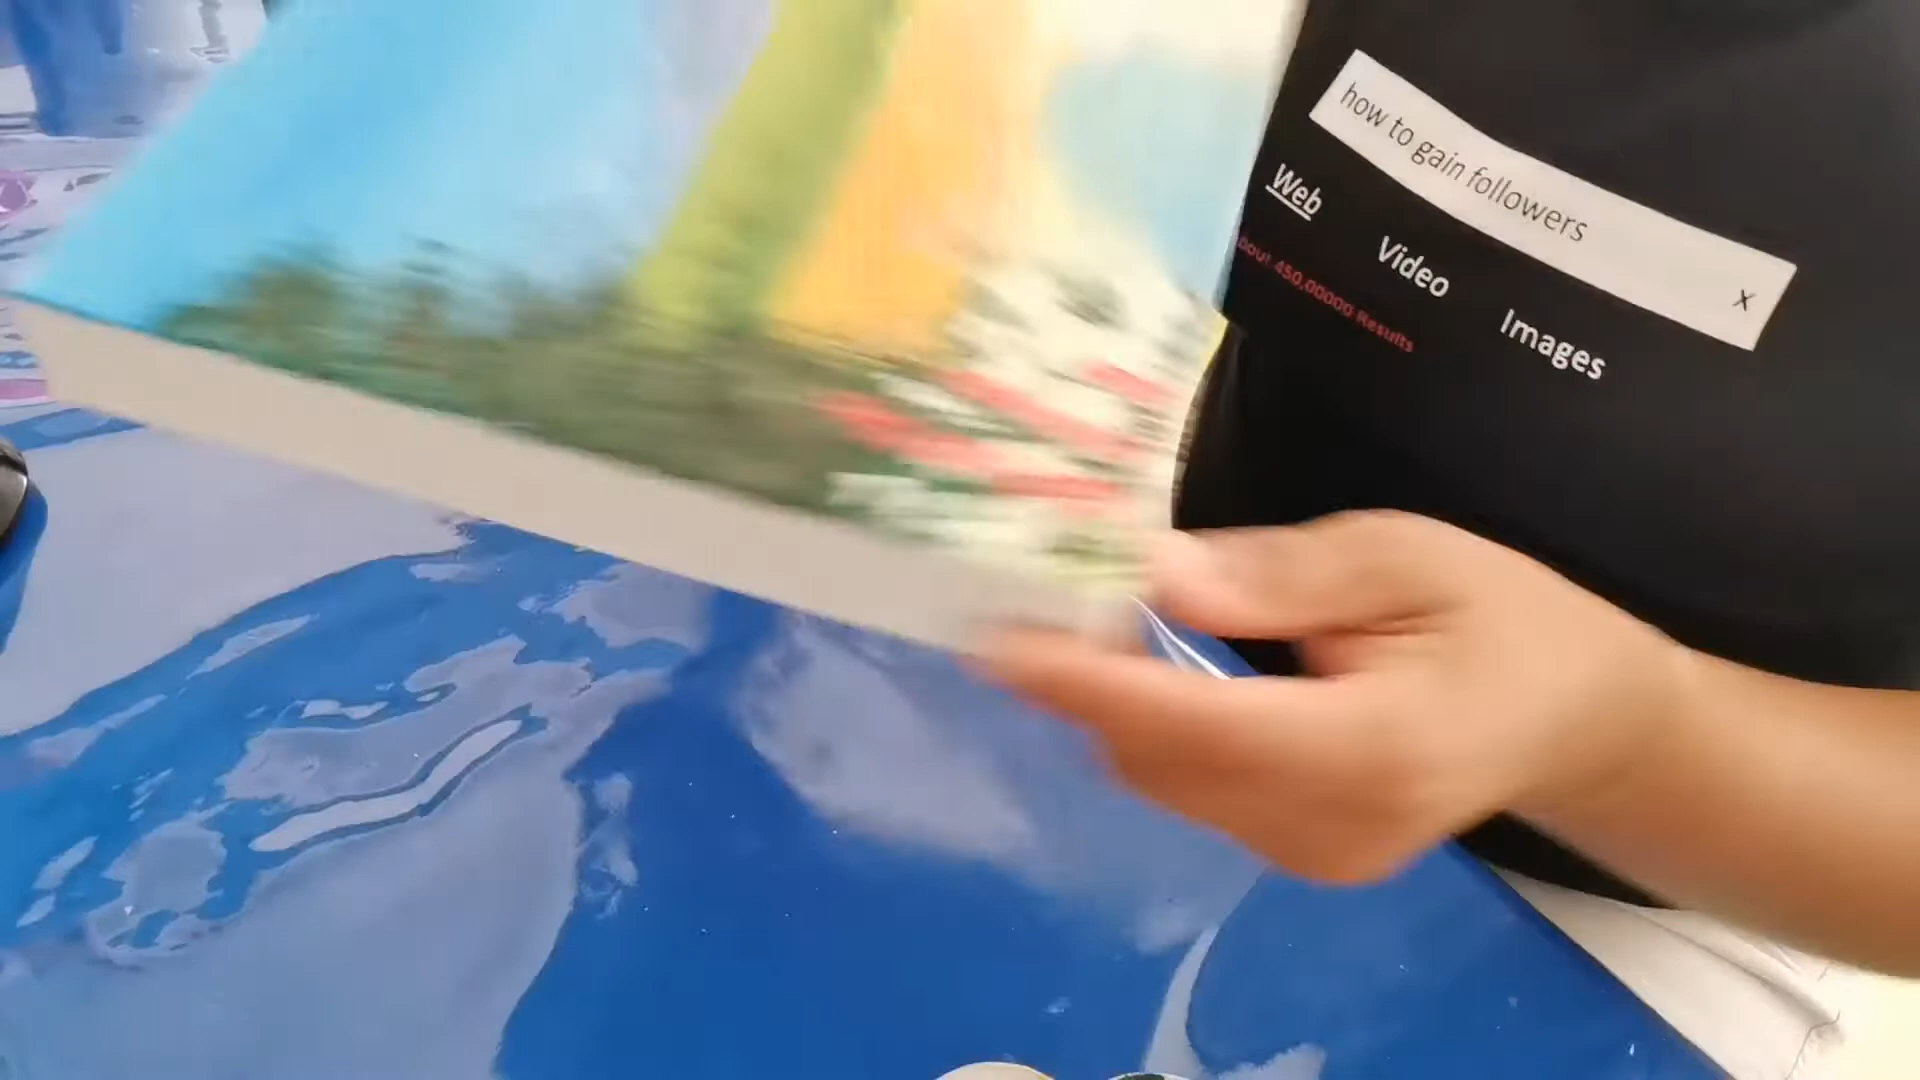 how to gain followers
x
Web Video Images
450,00000 Results